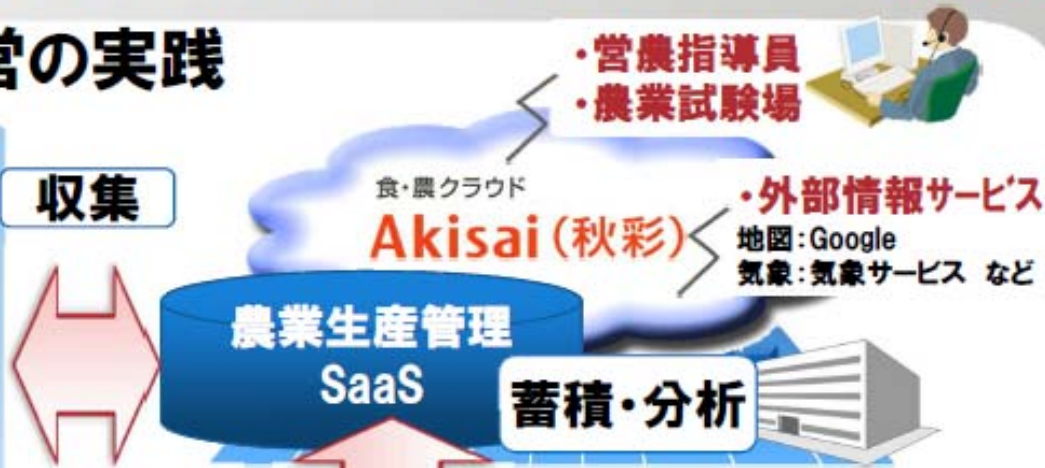 営の実践
・営農指導員
・農業試験場
収集
食・農クラウド
Akisai(秋彩)
・外部情報サービス
地図:Google
気象:気象サービス など
農業生産管理
SaaS
蓄積・分析